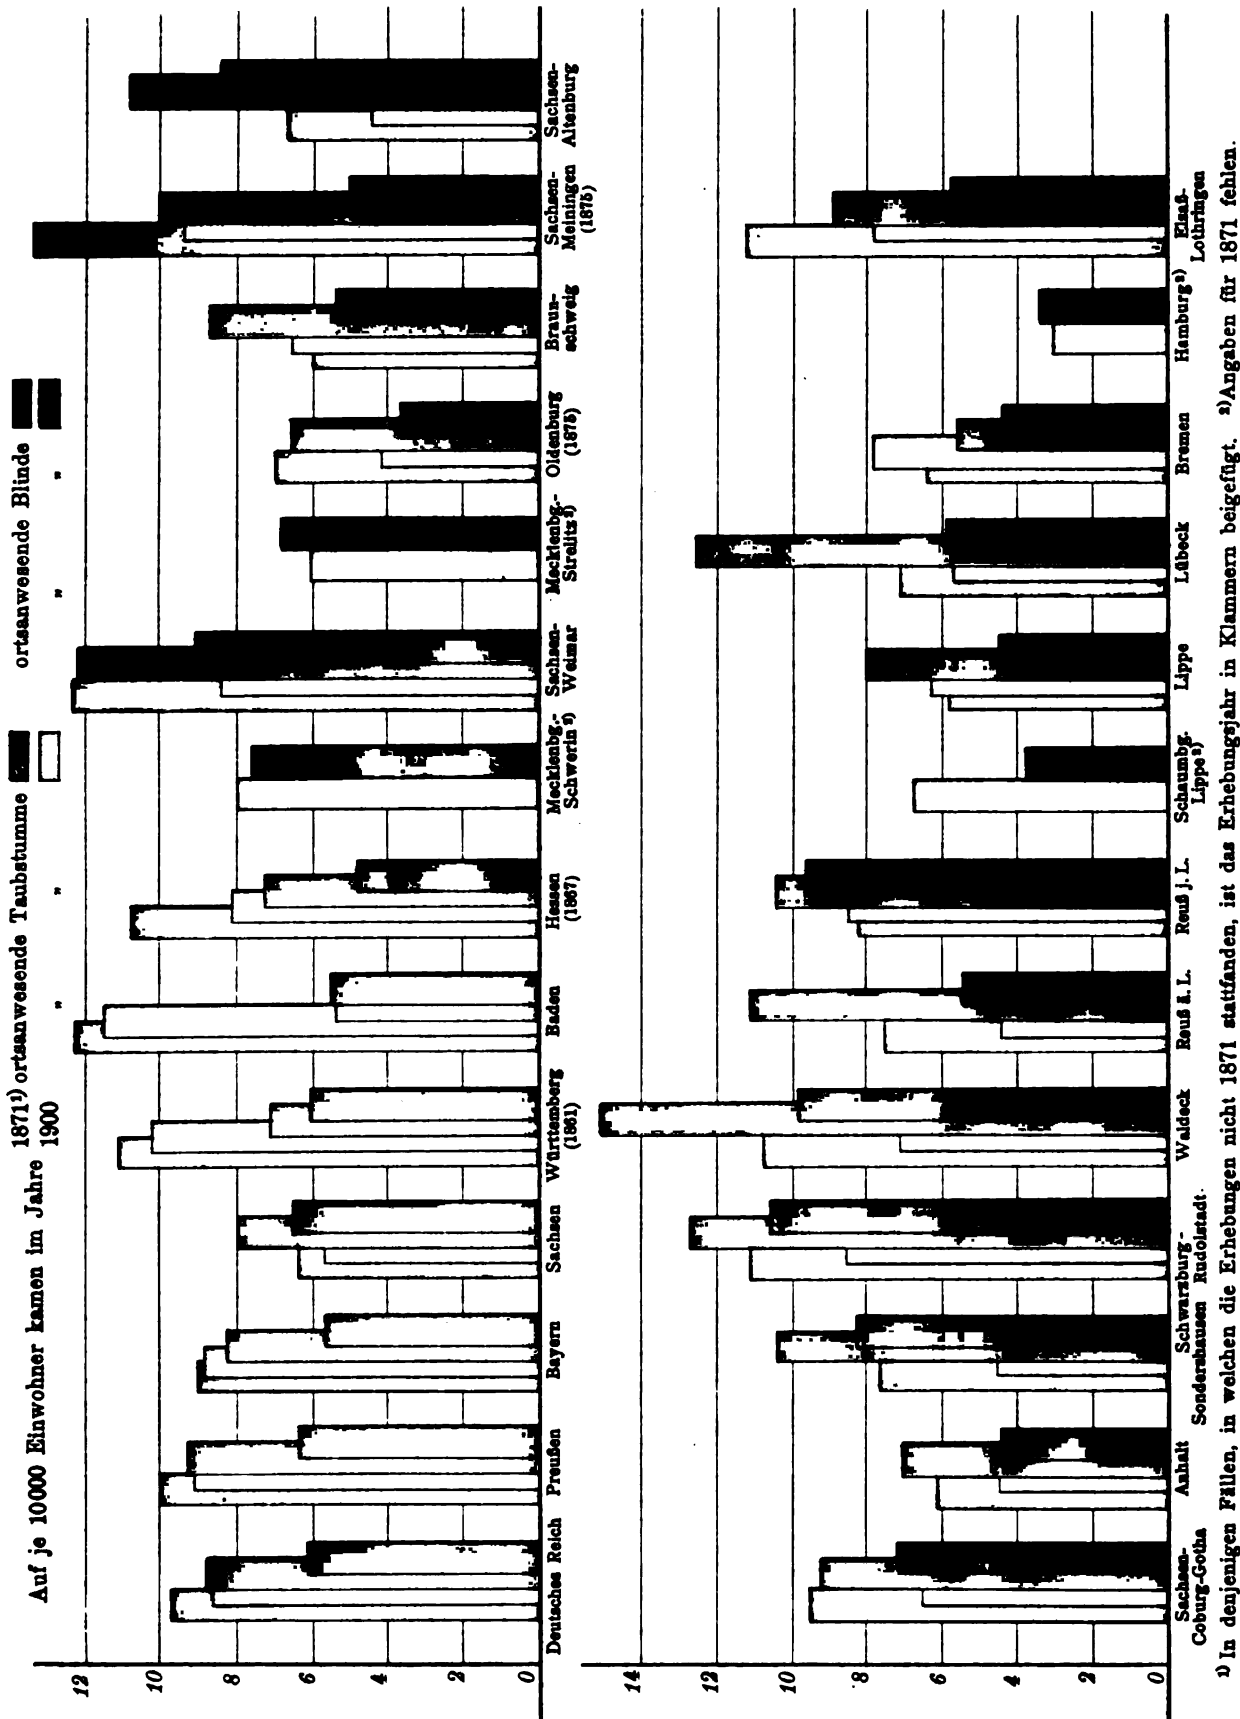 Auf je 10000 Einwohner kamen im Jahre
1871¹) ortsanwesende Taubstumme ortsanwesende Blinde
1900 „ „ „ „
12
10
8
6
4
2
0
Deutsches Reich
Preußen
Bayern
Sachsen
Württemberg
(1861)
Baden
Hessen
(1867)
Mecklenbg.-
Schwerin²)
Sachsen-
Weimar
Mecklenbg.-
Strelitz²)
Oldenburg
(1875)
Braun-
schweig
Sachsen-
Meiningen
(1875)
Sachsen-
Altenburg
14
12
10
8
6
4
2
0
Sachsen-
Coburg-Gotha
Anhalt
Schwarzburg-
Sondershausen Rudolstadt
Waldeck
Reuß ä. L.
Reuß j. L.
Schaumbg.
Lippe²)
Lippe
Lübeck
Bremen
Hamburg²)
Elsaß-
Lothringen
¹) In denjenigen Fällen, in welchen die Erhebungen nicht 1871 stattfanden, ist das Erhebungsjahr in Klammern beigefügt. ²) Angaben für 1871 fehlen.